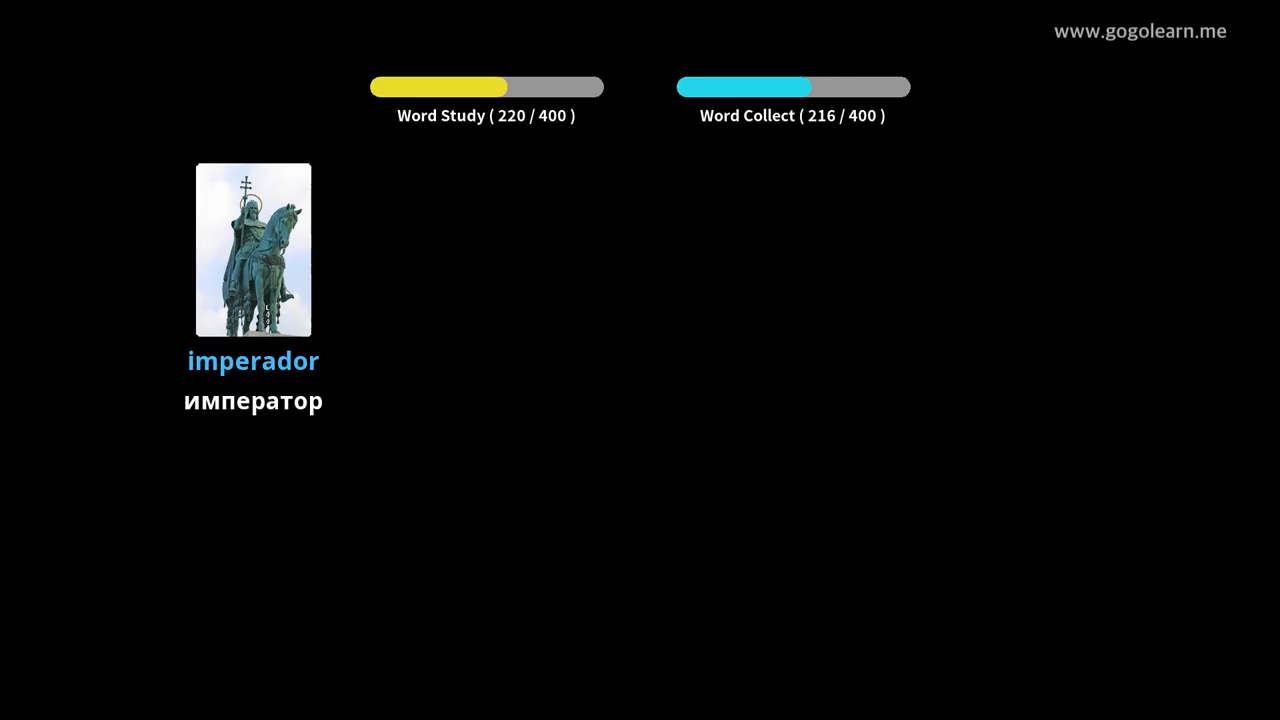 www.gogolearn.me
Word Study ( 220 / 400 )
Word Collect ( 216 / 400 )
imperador
император